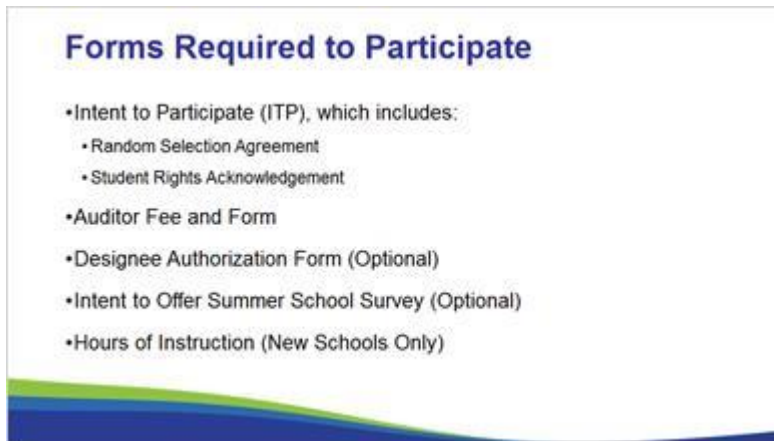 Forms Required to Participate
•Intent to Participate (ITP), which includes:
•Random Selection Agreement
•Student Rights Acknowledgement
•Auditor Fee and Form
•Designee Authorization Form (Optional)
•Intent to Offer Summer School Survey (Optional)
•Hours of Instruction (New Schools Only)